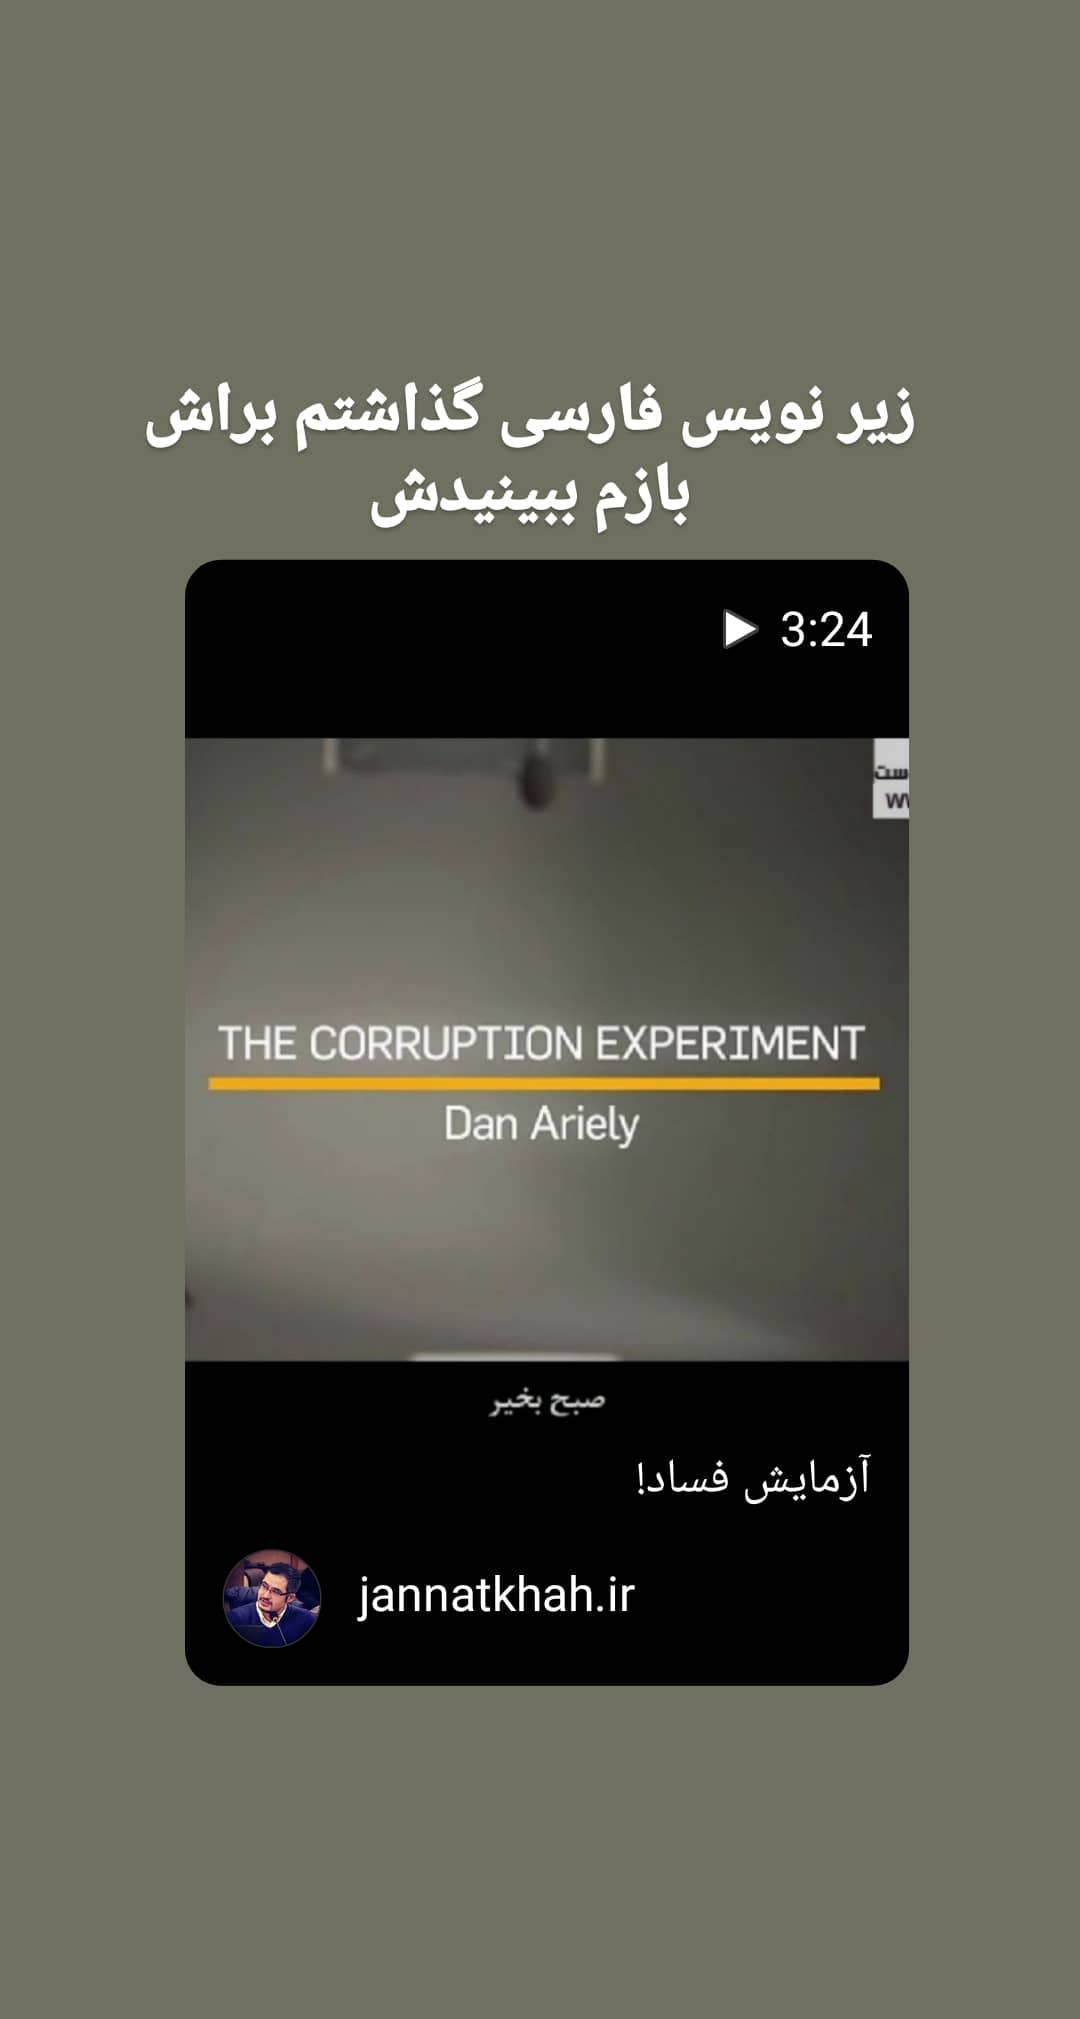 زیر نویس فارسی گذاشتم براش
بازم ببینیدش
3:24
THE CORRUPTION EXPERIMENT
Dan Ariely
صبح بخیر
آزمایش فساد!
jannatkhah.ir